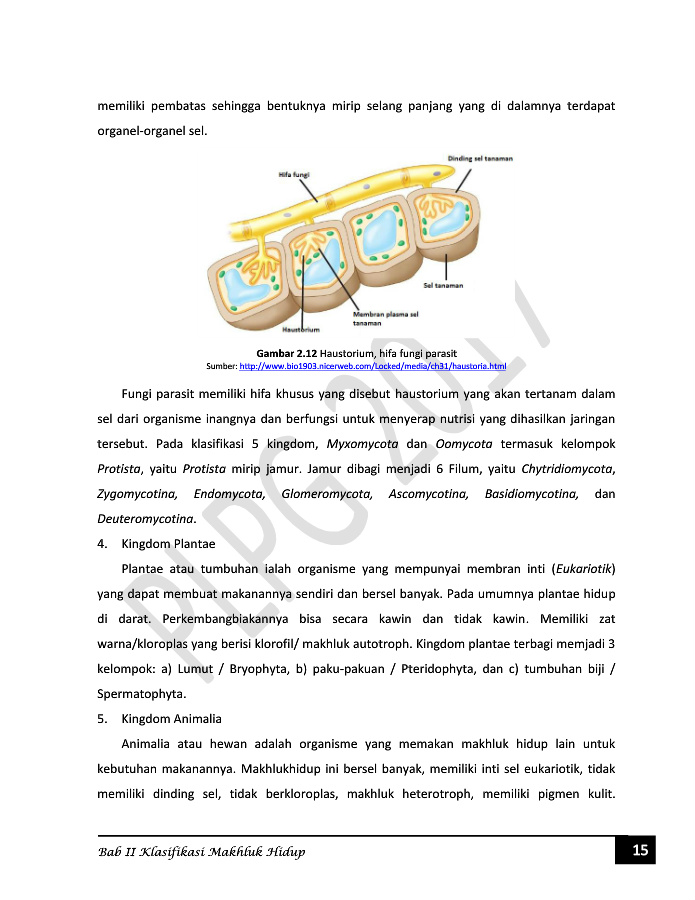 memiliki pembatas sehingga bentuknya mirip selang panjang yang di dalamnya terdapat
organel-organel sel.
Dinding sel tanaman
Hifa fungi
Sel tanaman
Membran plasma sel
tanaman
Haustorium
Gambar 2.12 Haustorium, hifa fungi parasit
Sumber: http://www.bio1903.nicerweb.com/Locked/media/ch31/haustoria.html
Fungi parasit memiliki hifa khusus yang disebut haustorium yang akan tertanam dalam
sel dari organisme inangnya dan berfungsi untuk menyerap nutrisi yang dihasilkan jaringan
tersebut. Pada klasifikasi 5 kingdom, Myxomycota dan Oomycota termasuk kelompok
Protista, yaitu Protista mirip jamur. Jamur dibagi menjadi 6 Filum, yaitu Chytridiomycota,
Zygomycotina, Endomycota, Glomeromycota, Ascomycotina, Basidiomycotina, dan
Deuteromycotina.
4. Kingdom Plantae
Plantae atau tumbuhan ialah organisme yang mempunyai membran inti (Eukariotik)
yang dapat membuat makanannya sendiri dan bersel banyak. Pada umumnya plantae hidup
di darat. Perkembangbiakannya bisa secara kawin dan tidak kawin. Memiliki zat
warna/kloroplas yang berisi klorofil/ makhluk autotroph. Kingdom plantae terbagi memjadi 3
kelompok: a) Lumut / Bryophyta, b) paku-pakuan / Pteridophyta, dan c) tumbuhan biji /
Spermatophyta.
5. Kingdom Animalia
Animalia atau hewan adalah organisme yang memakan makhluk hidup lain untuk
kebutuhan makanannya. Makhlukhidup ini bersel banyak, memiliki inti sel eukariotik, tidak
memiliki dinding sel, tidak berkloroplas, makhluk heterotroph, memiliki pigmen kulit.
PLPG 2017
Bab II Klasifikasi Makhluk Hidup
15